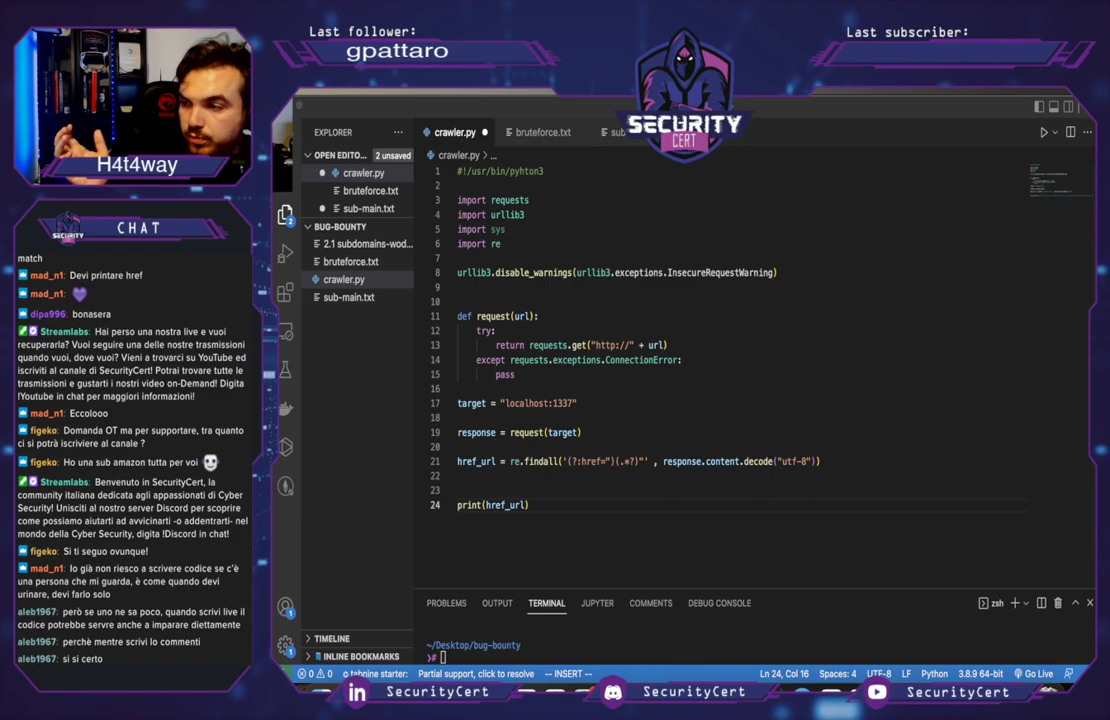 Last follower:
gpattaro
Last subscriber:
SECURITY
CERT
H4t4way
CHAT
match
mad_n1: Devi printare href
mad_n1: 💜
dipa996: bonasera
Streamlabs: Hai perso una nostra live e vuoi
recuperarla? Vuoi seguire una delle nostre trasmissioni
quando vuoi, dove vuoi? Vieni a trovarci su YouTube ed
iscriviti al canale di SecurityCert! Potrai trovare tutte le
trasmissioni e gustarti i nostri video on-Demand! Digita
!Youtube in chat per maggiori informazioni!
mad_n1: Eccolooo
figeko: Domanda OT ma per supportare, tra quanto
ci si potrà iscriviere al canale ?
figeko: Ho una sub amazon tutta per voi
Streamlabs: Benvenuto in SecurityCert, la
community italiana dedicata agli appassionati di Cyber
Security! Unisciti al nostro server Discord per scoprire
come possiamo aiutarti ad avvicinarti -o addentrarti- nel
mondo della Cyber Security, digita !Discord in chat!
figeko: Si ti seguo ovunque!
mad_n1: Io già non riesco a scrivere codice se c'è
una persona che mi guarda, è come quando devi
urinare, devi farlo solo
aleb1967: però se uno ne sa poco, quando scrivi live il
codice potrebbe servre anche a imparare diettamente
aleb1967: perchè mentre scrivi lo commenti
aleb1967: si si certo
EXPLORER ...
OPEN EDITO... 2 unsaved
crawler.py
bruteforce.txt
sub-main.txt
BUG-BOUNTY
2.1 subdomains-wod...
bruteforce.txt
crawler.py
sub-main.txt
TIMELINE
INLINE BOOKMARKS
crawler.py bruteforce.txt sub
crawler.py > ...
1 #!/usr/bin/pyhton3
2
3 import requests
4 import urllib3
5 import sys
6 import re
7
8 urllib3.disable_warnings(urllib3.exceptions.InsecureRequestWarning)
9
10
11 def request(url):
12 try:
13 return requests.get("http://" + url)
14 except requests.exceptions.ConnectionError:
15 pass
16
17 target = "localhost:1337"
18
19 response = request(target)
20
21 href_url = re.findall('(?:href=")(.*?)"' , response.content.decode("utf-8"))
22
23
24 print(href_url)
PROBLEMS OUTPUT TERMINAL JUPYTER COMMENTS DEBUG CONSOLE
zsh
~/Desktop/bug-bounty
❯#
0 0 tabnine starter: Partial support, click to resolve -- INSERT -- Ln 24, Col 16 Spaces: 4 UTF-8 LF Python 3.8.9 64-bit Go Live
SecurityCert SecurityCert SecurityCert